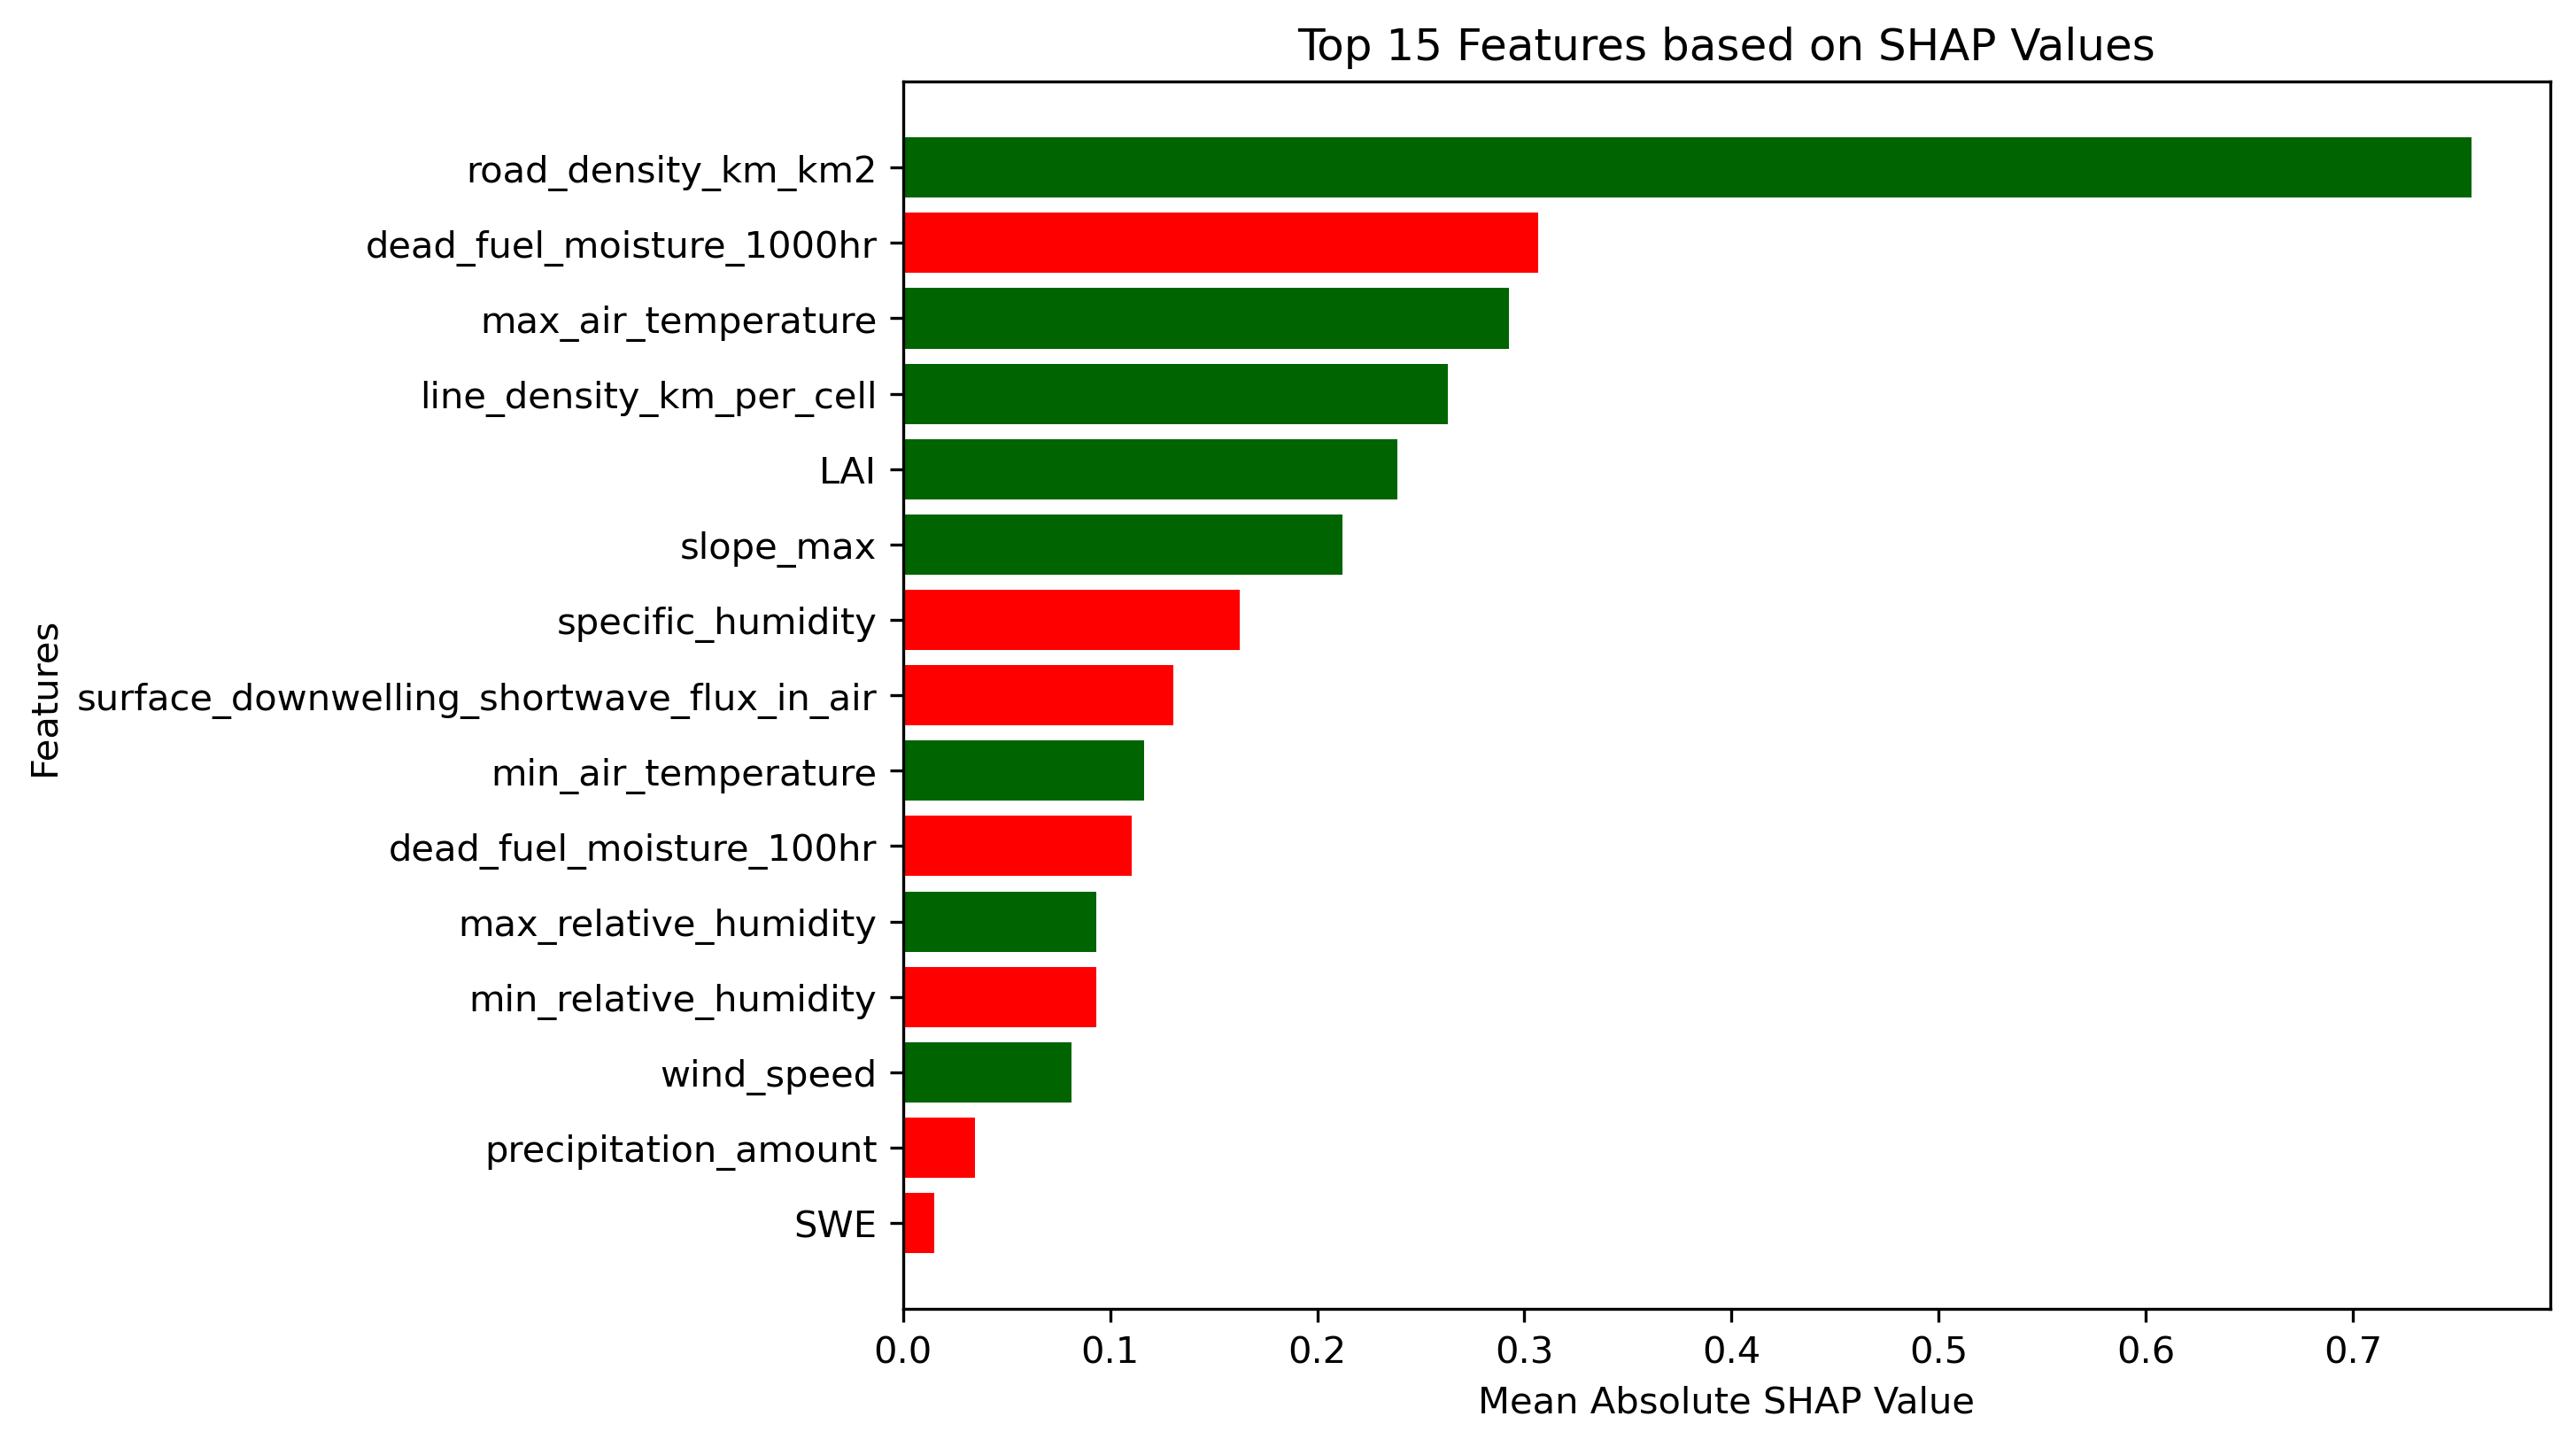 Top 15 Features based on SHAP Values
Features
road_density_km_km2
dead_fuel_moisture_1000hr
max_air_temperature
line_density_km_per_cell
LAI
slope_max
specific_humidity
surface_downwelling_shortwave_flux_in_air
min_air_temperature
dead_fuel_moisture_100hr
max_relative_humidity
min_relative_humidity
wind_speed
precipitation_amount
SWE
0.0 0.1 0.2 0.3 0.4 0.5 0.6 0.7
Mean Absolute SHAP Value